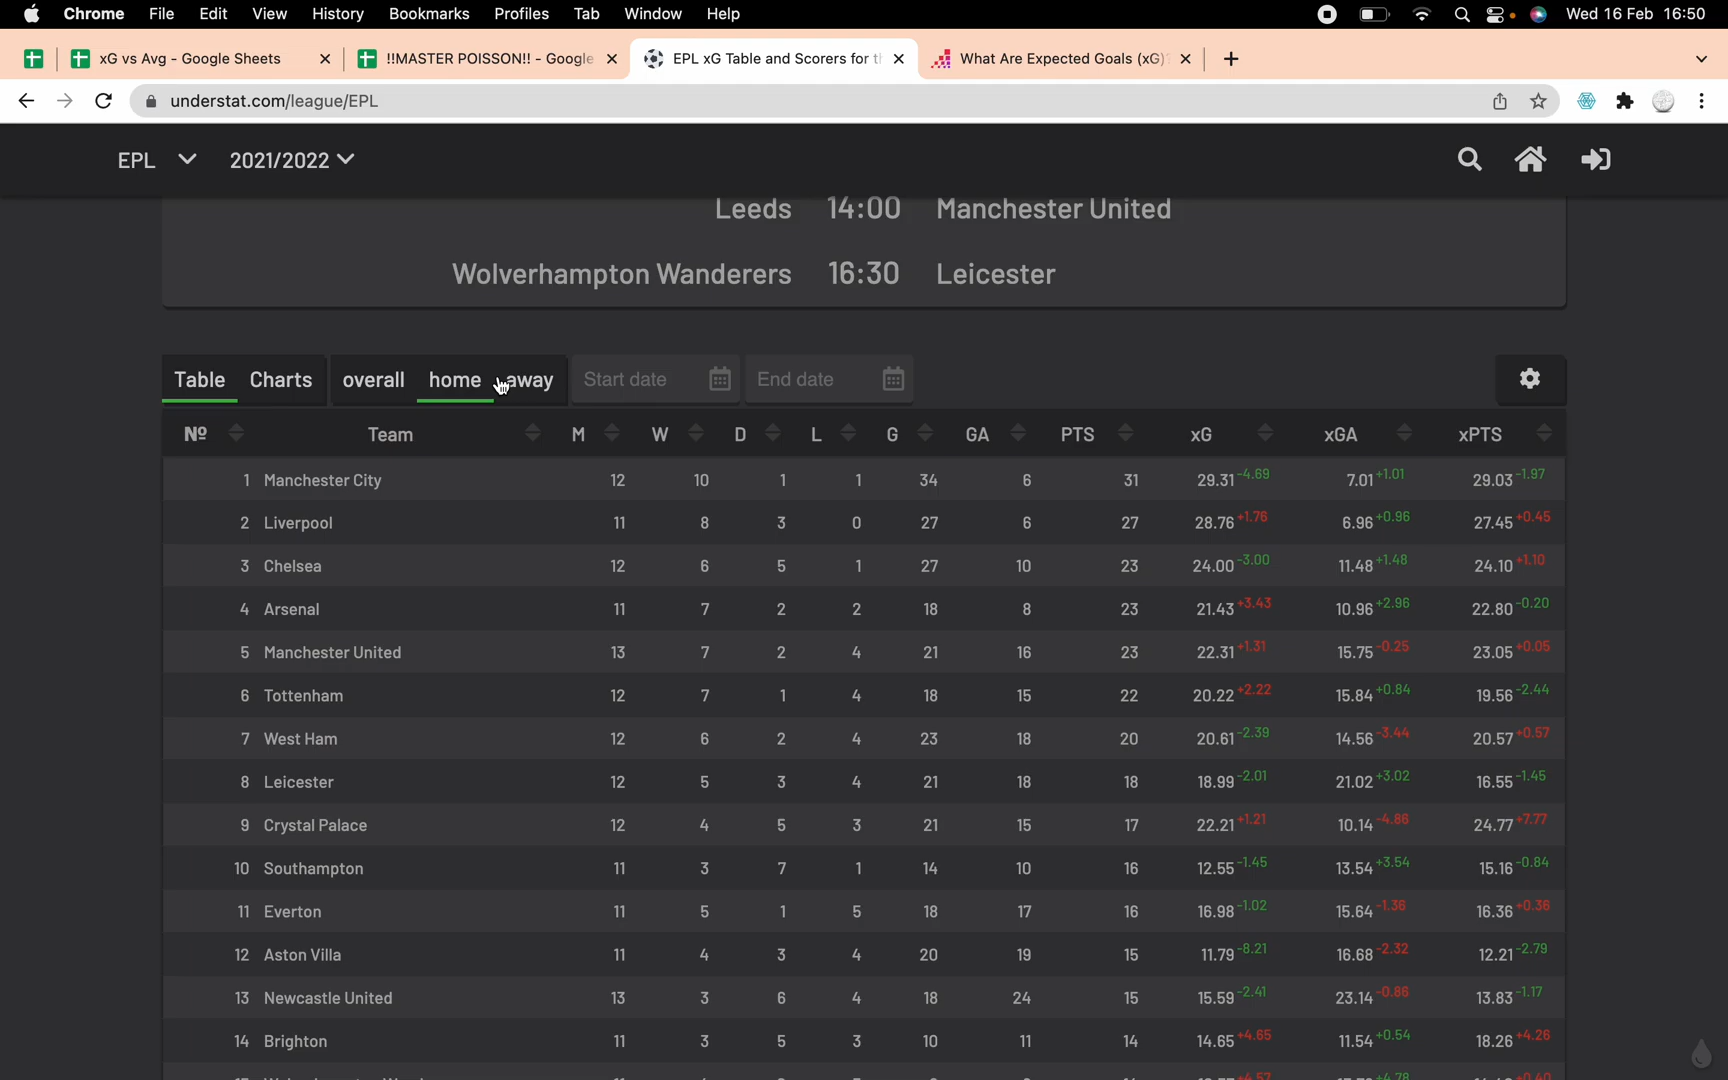 Chrome File Edit View History Bookmarks Profiles Tab Window Help Wed 16 Feb 16:50
xG vs Avg - Google Sheets !!MASTER POISSON!! - Google EPL xG Table and Scorers for t What Are Expected Goals (xG)?
understat.com/league/EPL
EPL 2021/2022
Leeds 14:00 Manchester United
Wolverhampton Wanderers 16:30 Leicester
Table Charts overall home away Start date End date
Nº Team M W D L G GA PTS xG xGA xPTS
1 Manchester City 12 10 1 1 34 6 31 29.31 -4.69 7.01 +1.01 29.03 -1.97
2 Liverpool 11 8 3 0 27 6 27 28.76 +1.76 6.96 +0.96 27.45 +0.45
3 Chelsea 12 6 5 1 27 10 23 24.00 -3.00 11.48 +1.48 24.10 +1.10
4 Arsenal 11 7 2 2 18 8 23 21.43 +3.43 10.96 +2.96 22.80 -0.20
5 Manchester United 13 7 2 4 21 16 23 22.31 +1.31 15.75 -0.25 23.05 +0.05
6 Tottenham 12 7 1 4 18 15 22 20.22 +2.22 15.84 +0.84 19.56 -2.44
7 West Ham 12 6 2 4 23 18 20 20.61 -2.39 14.56 -3.44 20.57 +0.57
8 Leicester 12 5 3 4 21 18 18 18.99 -2.01 21.02 +3.02 16.55 -1.45
9 Crystal Palace 12 4 5 3 21 15 17 22.21 +1.21 10.14 -4.86 24.77 +7.77
10 Southampton 11 3 7 1 14 10 16 12.55 -1.45 13.54 +3.54 15.16 -0.84
11 Everton 11 5 1 5 18 17 16 16.98 -1.02 15.64 -1.36 16.36 +0.36
12 Aston Villa 11 4 3 4 20 19 15 11.79 -8.21 16.68 -2.32 12.21 -2.79
13 Newcastle United 13 3 6 4 18 24 15 15.59 -2.41 23.14 -0.86 13.83 -1.17
14 Brighton 11 3 5 3 10 11 14 14.65 +4.65 11.54 +0.54 18.26 +4.26